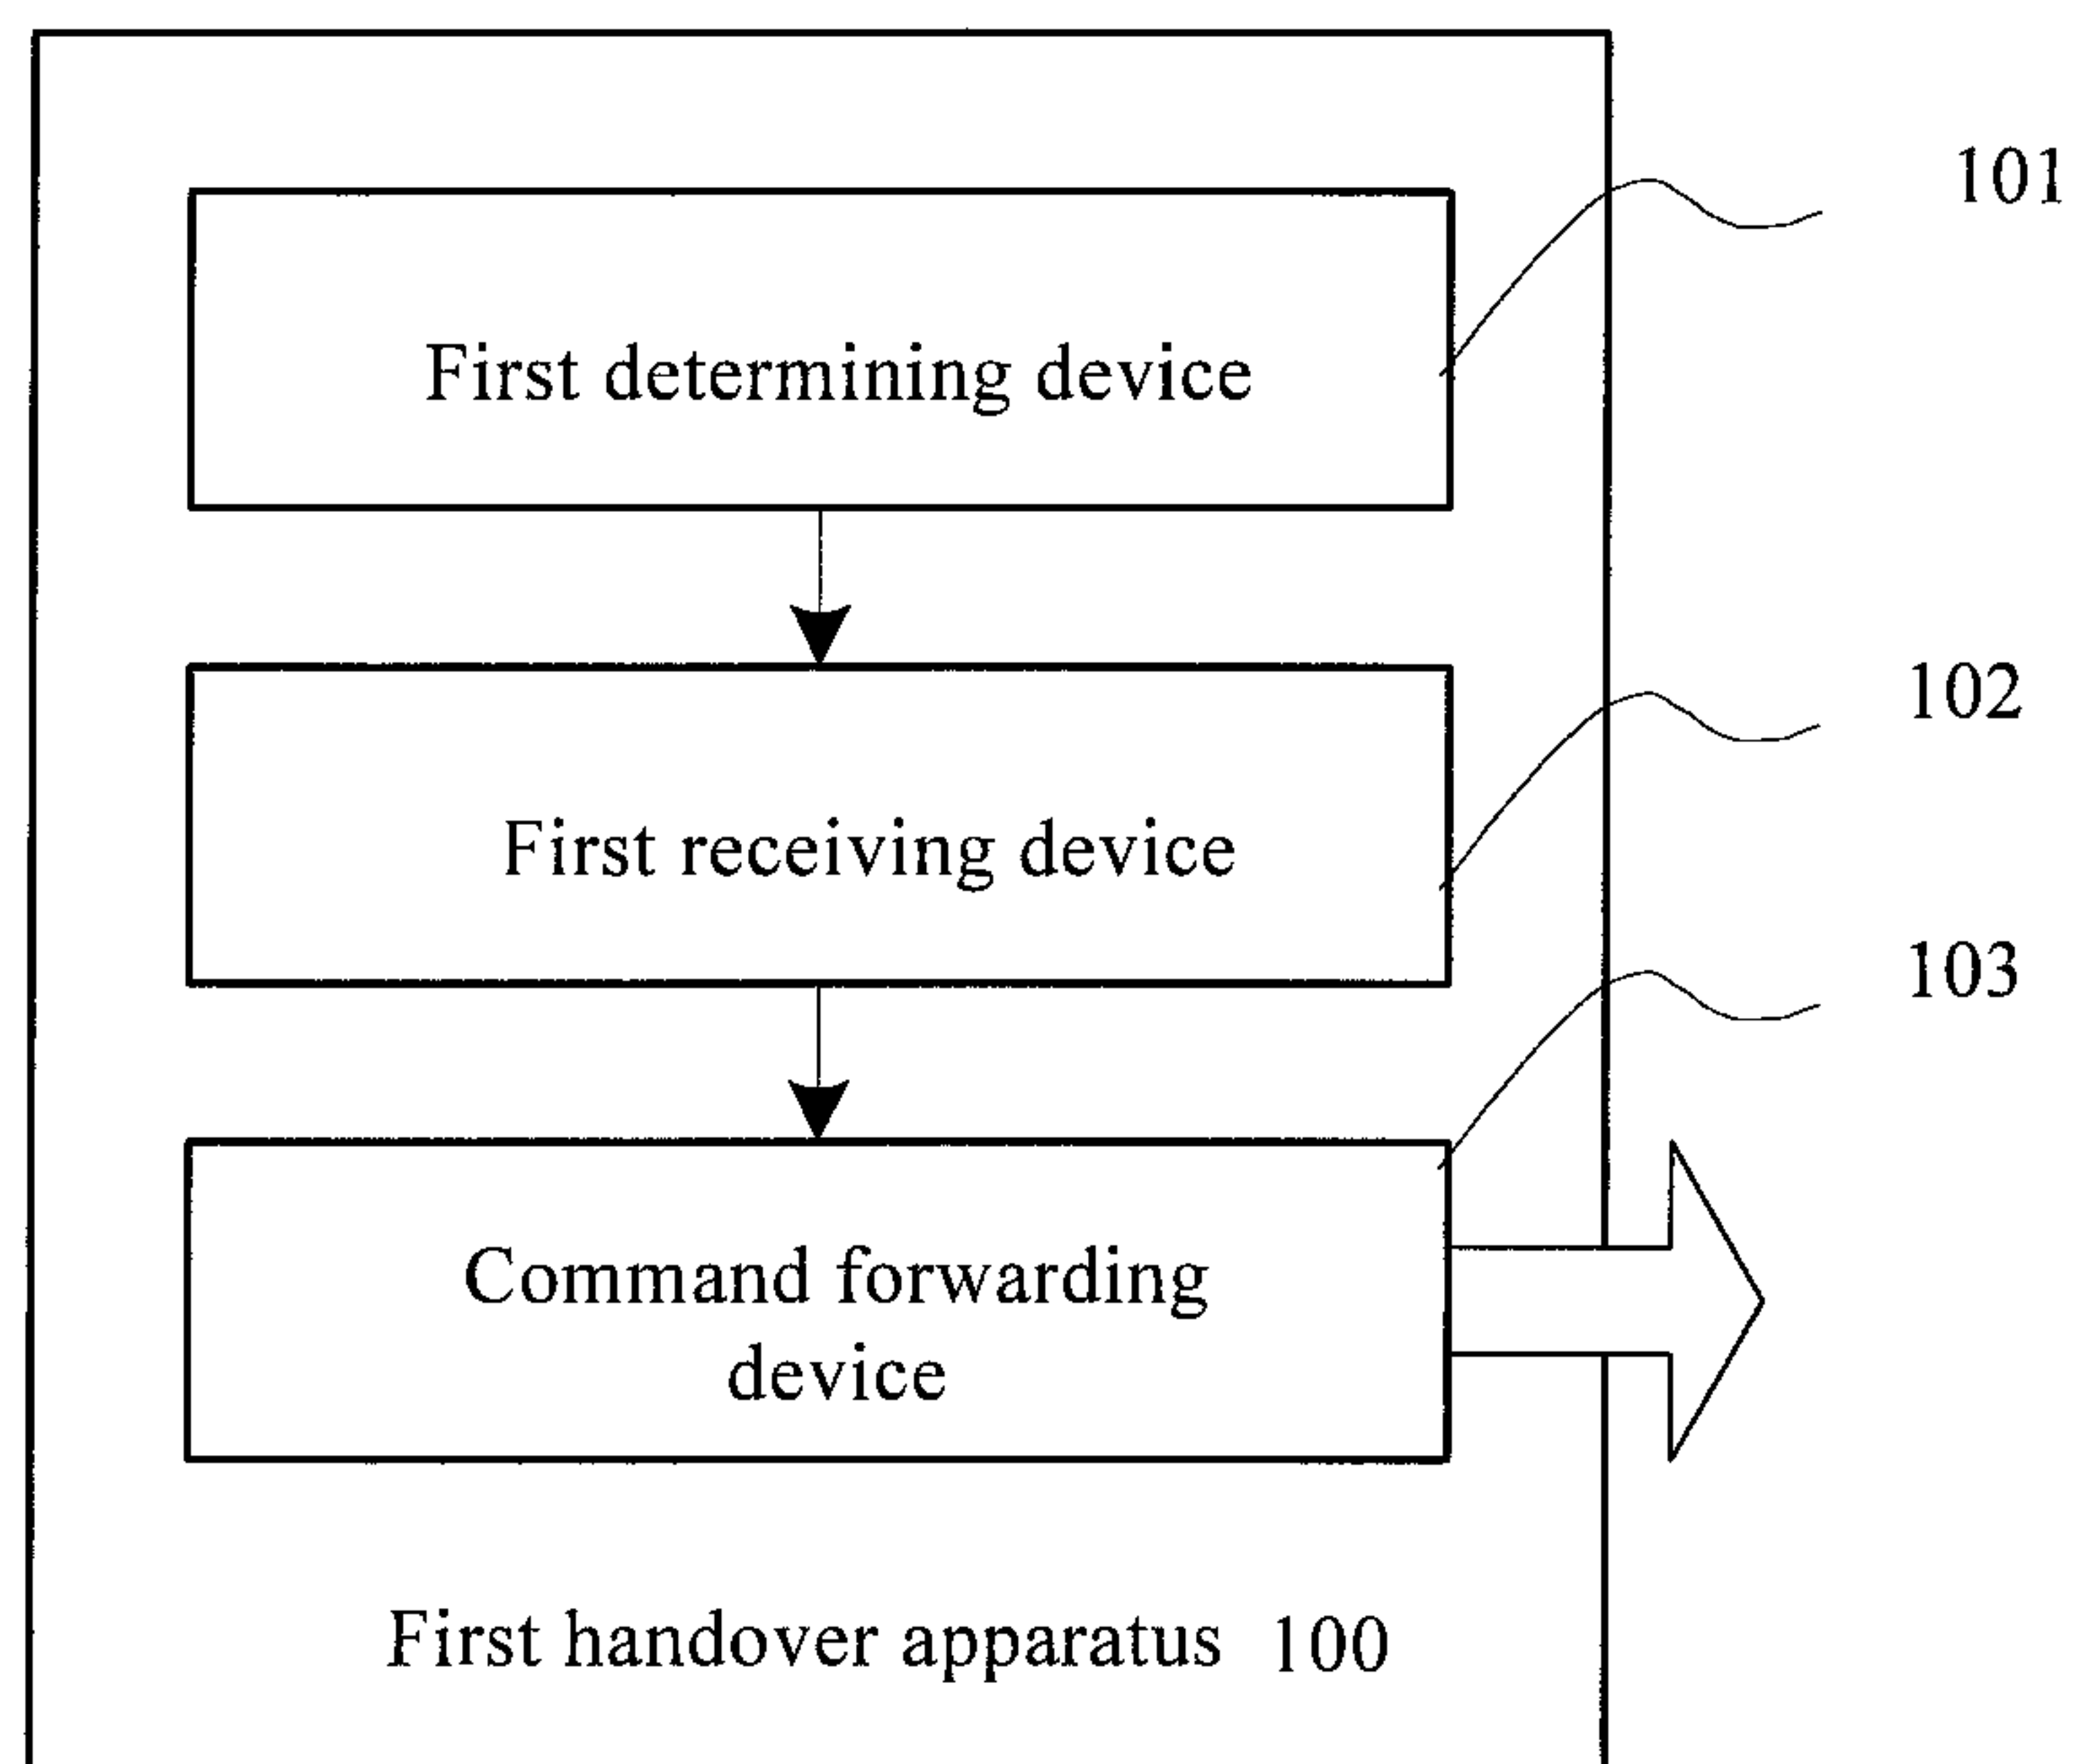 101
First determining device
102
First receiving device
103
Command forwarding
device
First handover apparatus 100